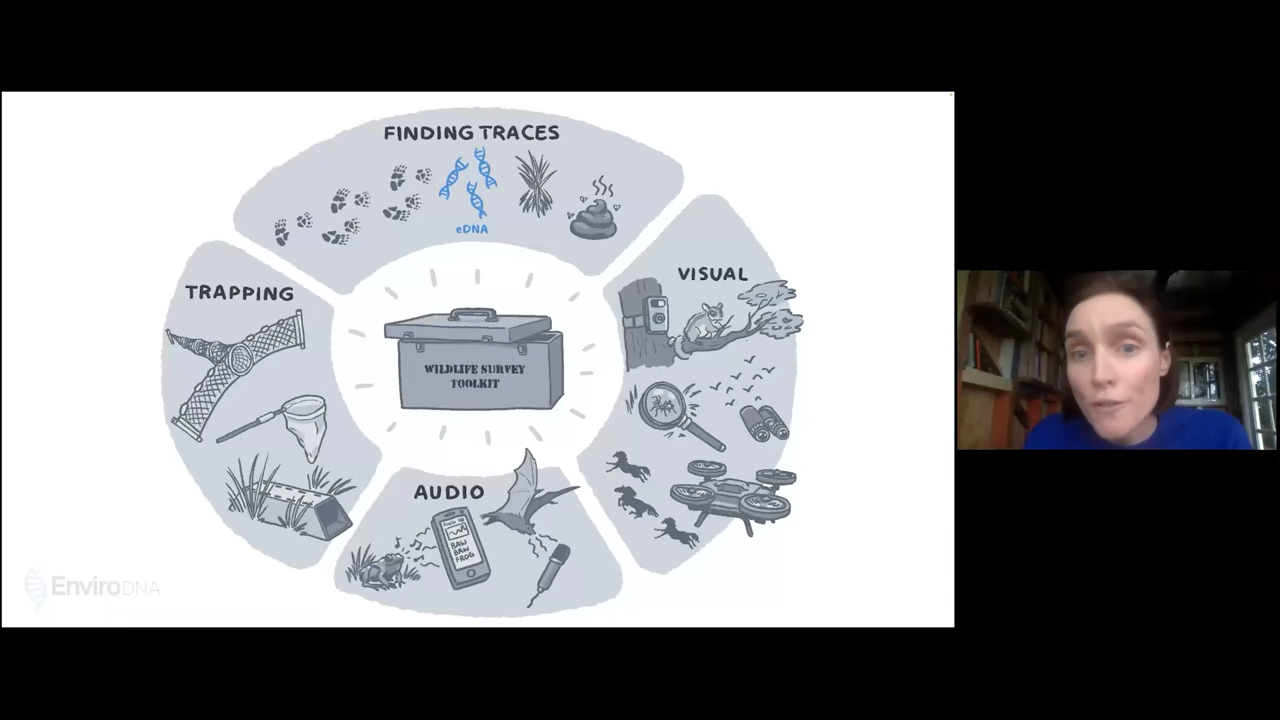 FINDING TRACES
eDNA
TRAPPING
VISUAL
WILDLIFE SURVEY
TOOLKIT
AUDIO
BAW
BAW
FROG
EnviroDNA